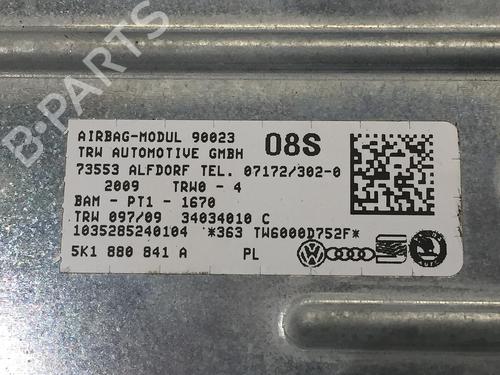 AIRBAG-MODUL 90023 08S
TRW AUTOMOTIVE GMBH
73553 ALFDORF TEL. 07172/302-0
2009 TRW0 - 4
BAM - PT1 - 1670
TRW 097/09 34034010 C
1035285240104 *363 TW6000D752F*
5K1 880 841 A PL
B-PARTS